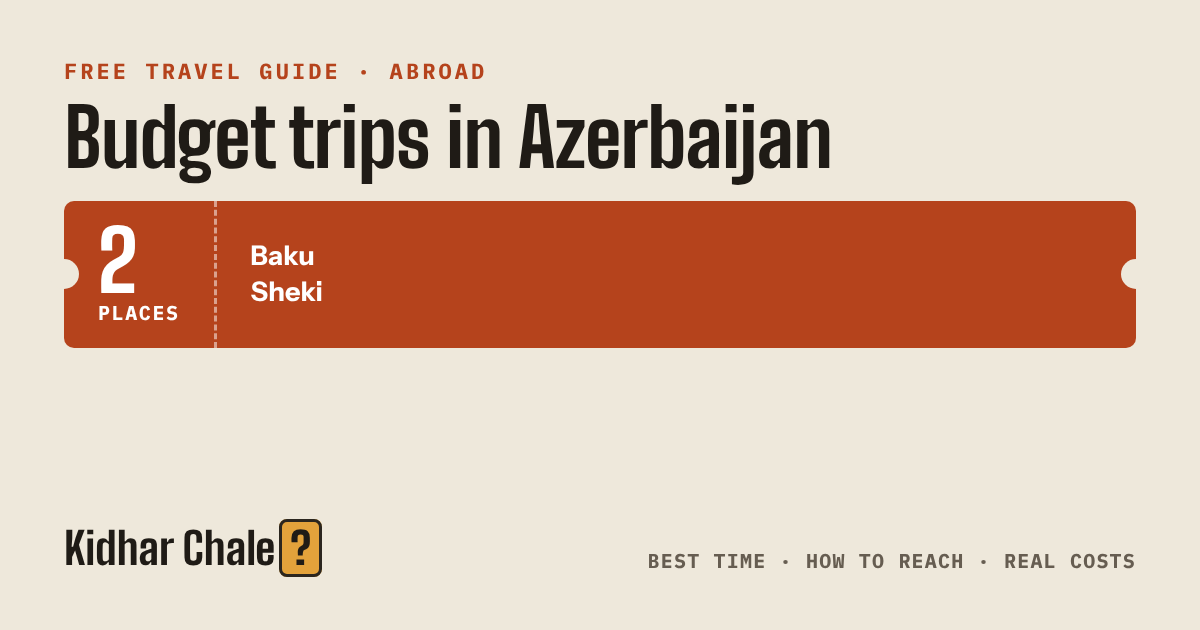 FREE TRAVEL GUIDE · ABROAD
Budget trips in Azerbaijan
2
PLACES
Baku
Sheki
Kidhar Chale ?
BEST TIME · HOW TO REACH · REAL COSTS